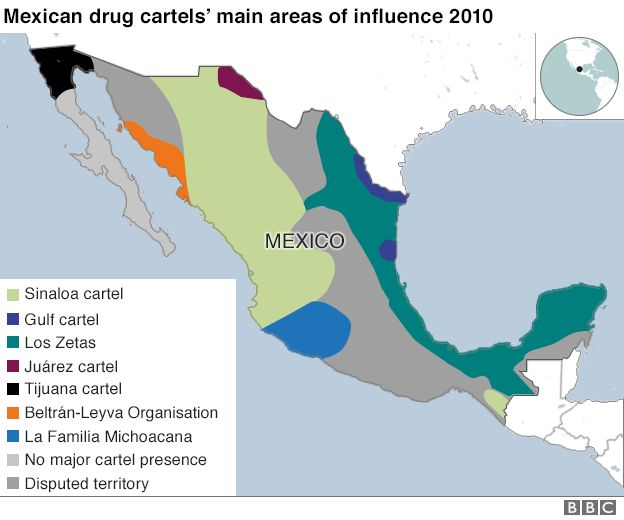 Mexican drug cartels' main areas of influence 2010
MEXICO
Sinaloa cartel
Gulf cartel
Los Zetas
Juárez cartel
Tijuana cartel
Beltrán-Leyva Organisation
La Familia Michoacana
No major cartel presence
Disputed territory
BBC